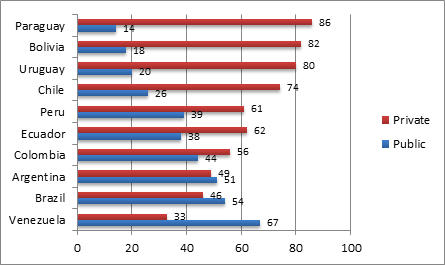 Paraguay 86
14
Bolivia 82
18
Uruguay 80
20
Chile 74
26
Peru 61
39
Ecuador 62
38
Colombia 56
44
Argentina 49
51
Brazil 46
54
Venezuela 33
67
0 20 40 60 80 100
Private
Public